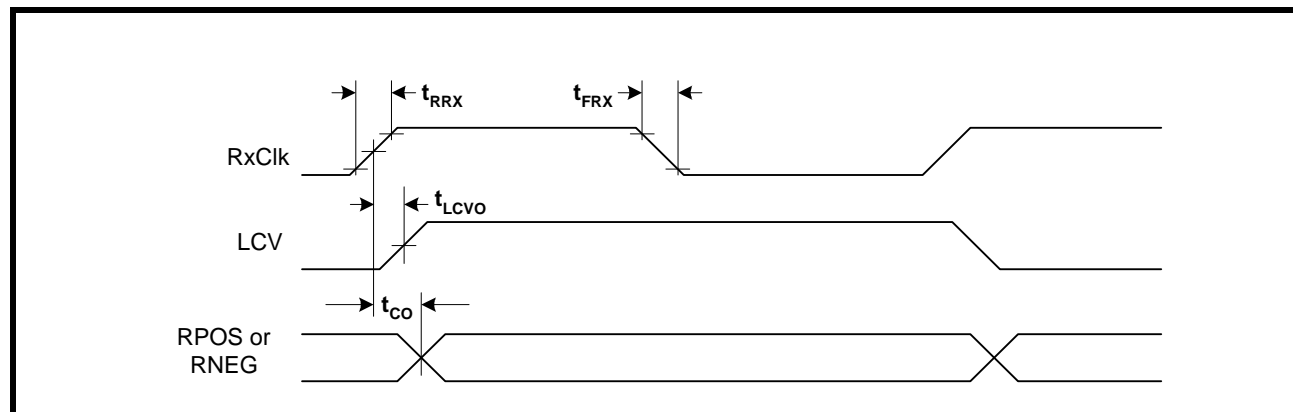 tRRX
tFRX
RxClk
tLCVO
LCV
tCO
RPOS or
RNEG